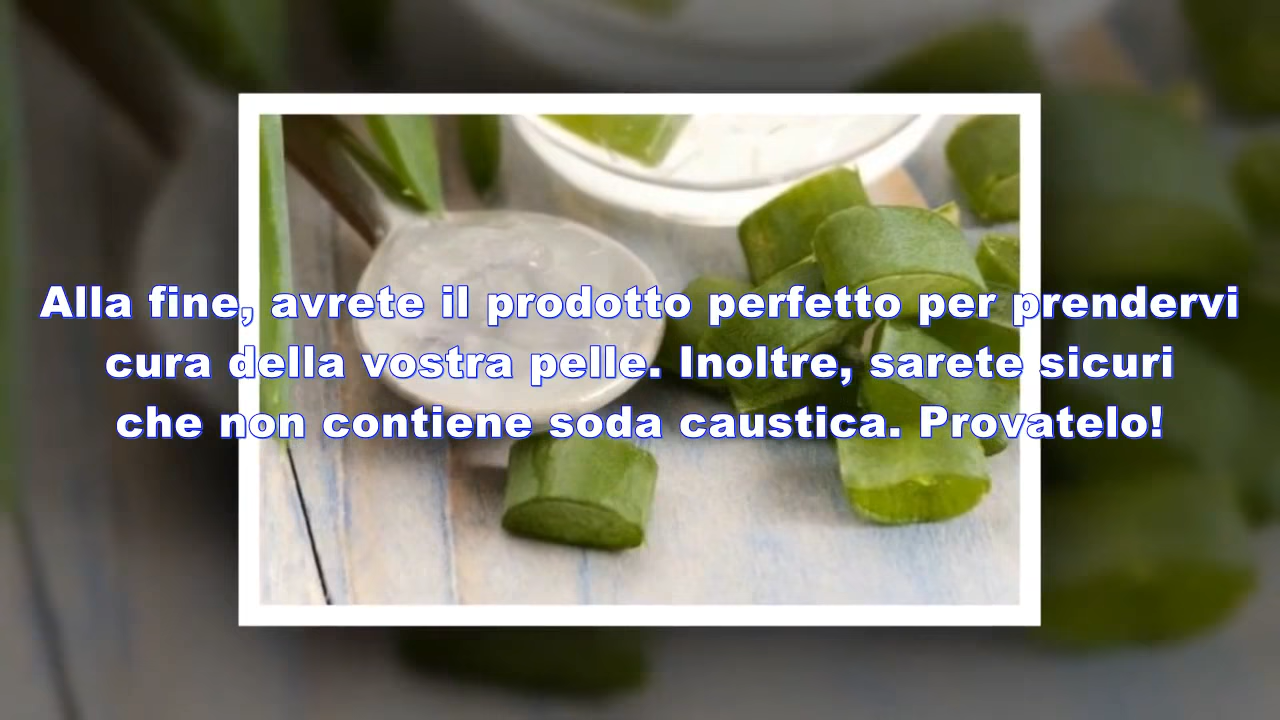 Alla fine, avrete il prodotto perfetto per prendervi
cura della vostra pelle. Inoltre, sarete sicuri
che non contiene soda caustica. Provatelo!